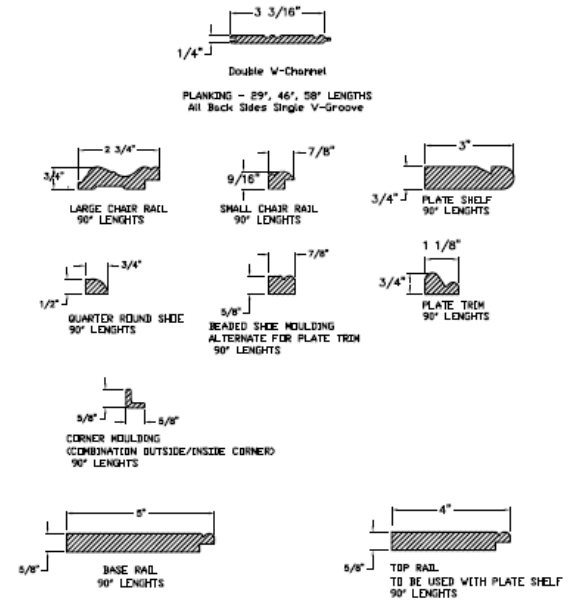 3 3/16"
1/4"
Double W-Channel
PLANKING - 29", 46", 58" LENGTHS
All Back Sides Single V-Groove
2 3/4"
3/4"
LARGE CHAIR RAIL
90" LENGHTS
7/8"
9/16"
SMALL CHAIR RAIL
90" LENGHTS
3"
3/4"
PLATE SHELF
90" LENGHTS
3/4"
1/2"
QUARTER ROUND SHOE
90" LENGHTS
7/8"
5/8"
BEADED SHOE MOULDING
ALTERNATE FOR PLATE TRIM
90" LENGHTS
1 1/8"
3/4"
PLATE TRIM
90" LENGHTS
5/8"
5/8"
CORNER MOULDING
(COMBINATION OUTSIDE/INSIDE CORNER)
90" LENGHTS
5/8"
BASE RAIL
90" LENGHTS
4"
5/8"
TOP RAIL
TO BE USED WITH PLATE SHELF
90" LENGHTS